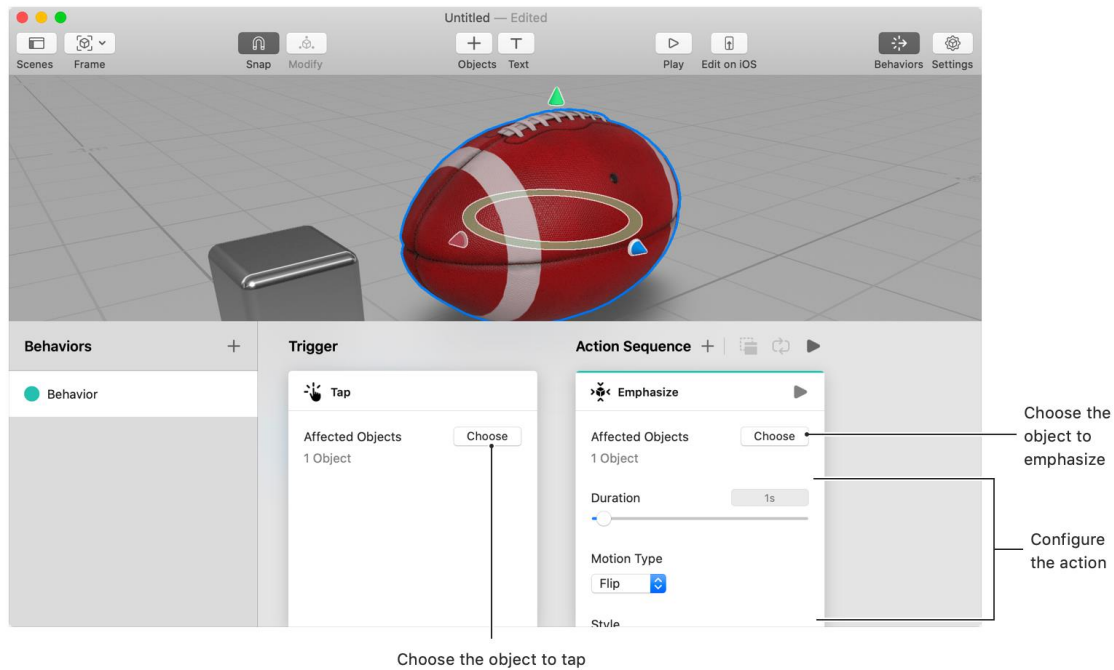 Untitled — Edited
Scenes Frame Snap Modify Objects Text Play Edit on iOS Behaviors Settings
Behaviors + Trigger Action Sequence +
Behavior
Tap
Emphasize
Affected Objects Choose
1 Object
Affected Objects Choose
1 Object
Duration 1s
Motion Type
Flip
Style
Choose the
object to
emphasize
Configure
the action
Choose the object to tap